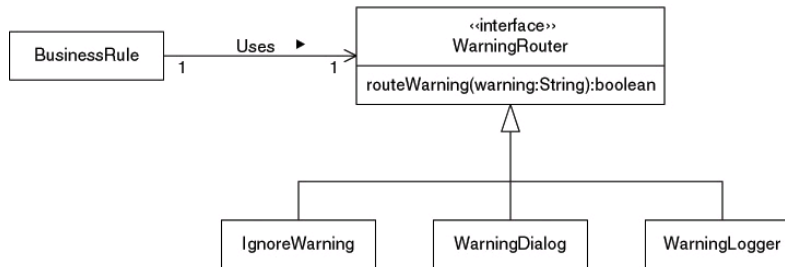 ‹‹interface››
WarningRouter
BusinessRule
Uses
1
1
routeWarning(warning:String):boolean
IgnoreWarning
WarningDialog
WarningLogger